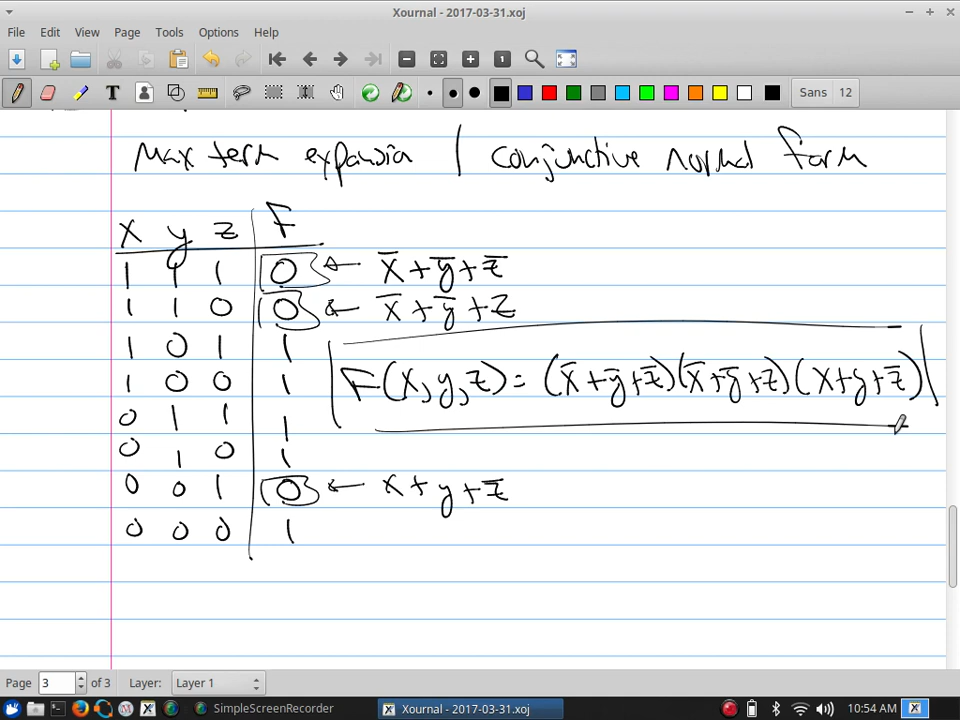 Xournal - 2017-03-31.xoj
File Edit View Page Tools Options Help
T Sans 12
Max term expansion | conjunctive normal form
x y z F
1 1 1 0 ← x̅+y̅+z̅
1 1 0 0 ← x̅+y̅+z
1 0 1 1
F(x,y,z)= (x̅+y̅+z̅)(x̅+y̅+z)(x+y+z̅)
1 0 0 1
0 1 1 1
0 1 0 1
0 0 1 0 ← x+y+z̅
0 0 0 1
Page 3 of 3 Layer: Layer 1
SimpleScreenRecorder Xournal - 2017-03-31.xoj 10:54 AM